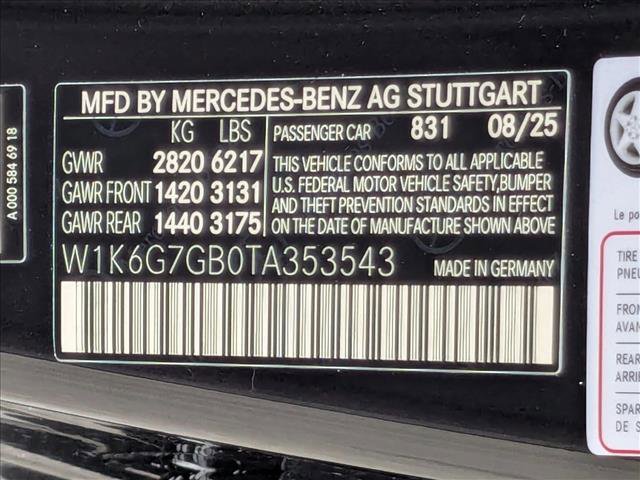 A 000 584 69 18
MFD BY MERCEDES-BENZ AG STUTTGART
KG LBS
GVWR 2820 6217
GAWR FRONT 1420 3131
GAWR REAR 1440 3175
PASSENGER CAR 831 08/25
THIS VEHICLE CONFORMS TO ALL APPLICABLE
U.S. FEDERAL MOTOR VEHICLE SAFETY,BUMPER
AND THEFT PREVENTION STANDARDS IN EFFECT
ON DATE OF MANUFACTURE SHOWN ABOVE.
W1K6G7GB0TA353543
MADE IN GERMANY
Le
TIRE
FRON
AVAN
REAR
ARRIE
SPAR
DE S